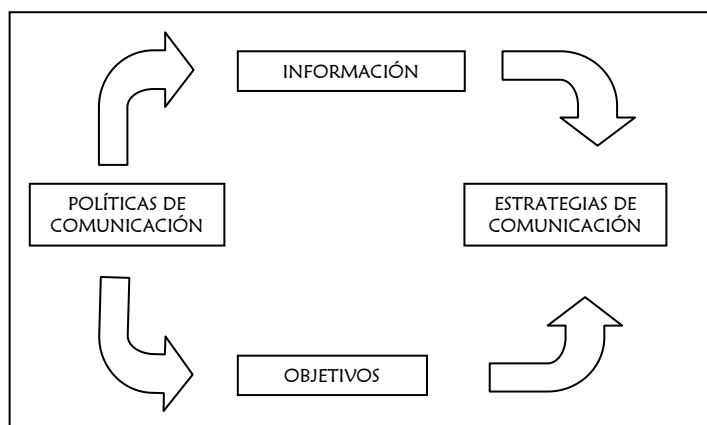 INFORMACIÓN
POLÍTICAS DE
COMUNICACIÓN
ESTRATEGIAS DE
COMUNICACIÓN
OBJETIVOS